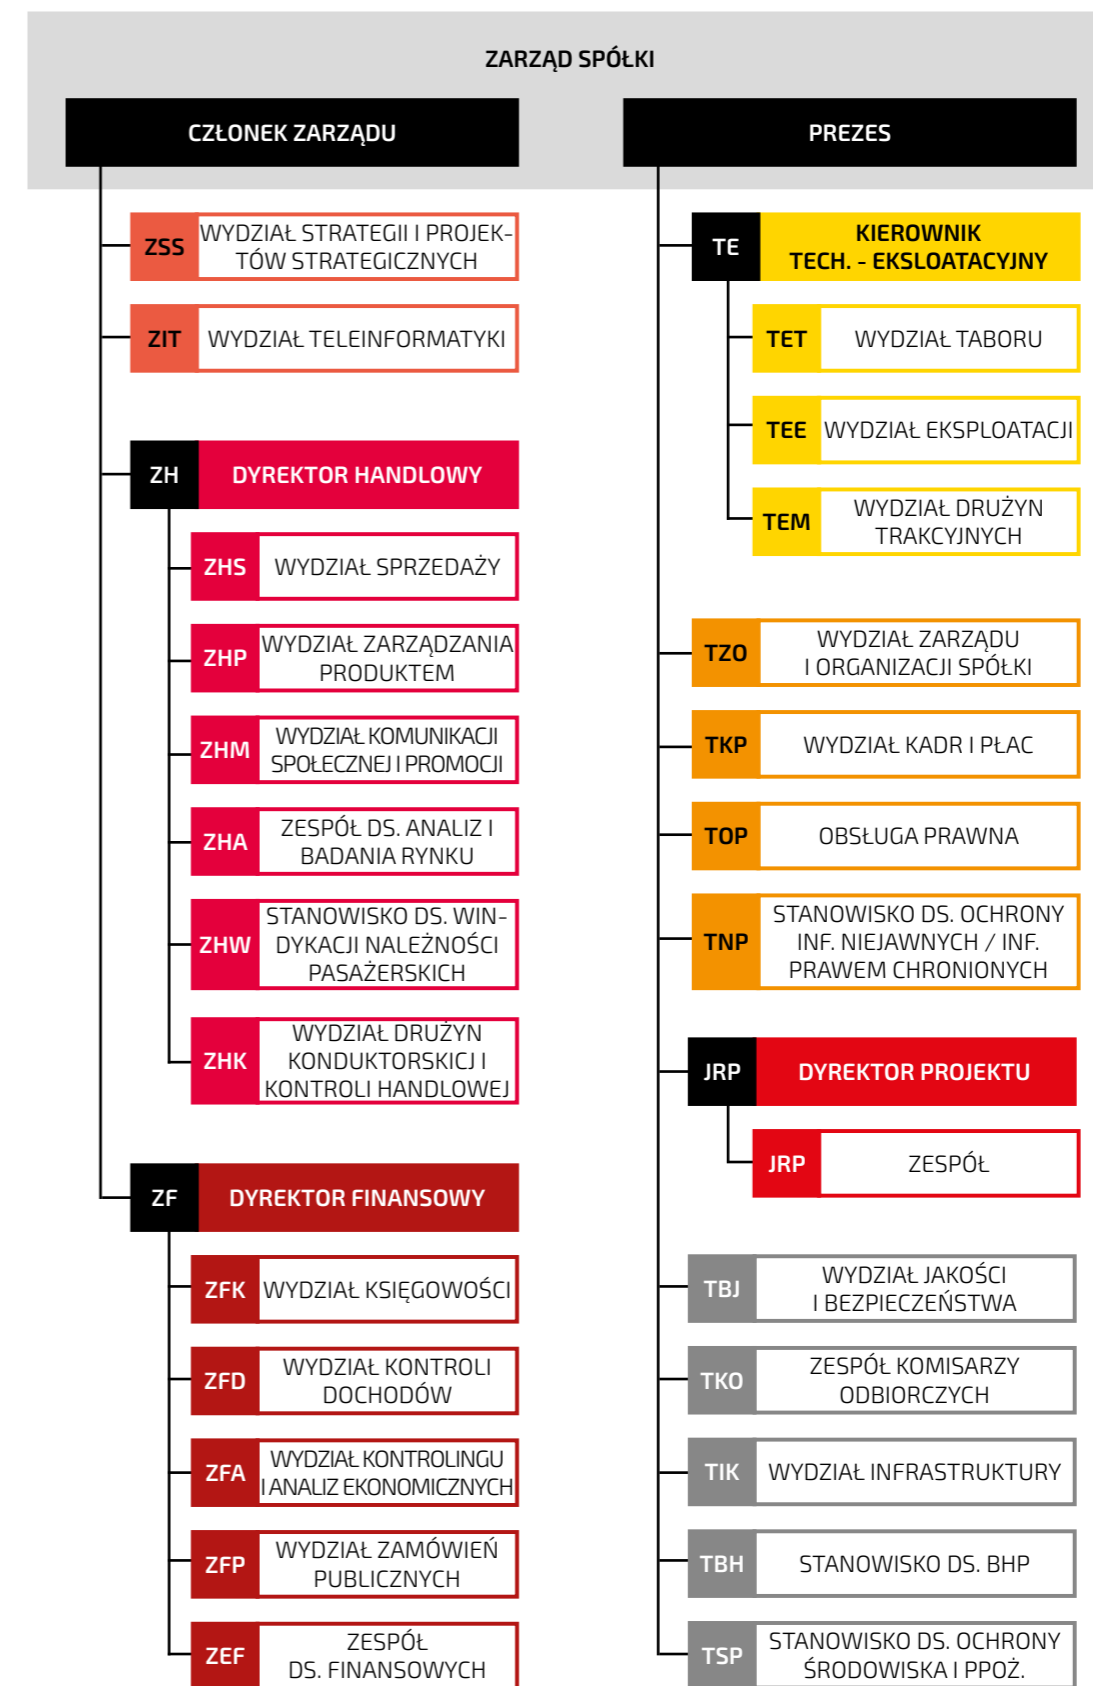 ZARZĄD SPÓŁKI
CZŁONEK ZARZĄDU
ZSS
WYDZIAŁ STRATEGII I PROJEK-
TÓW STRATEGICZNYCH
ZIT
WYDZIAŁ TELEINFORMATYKI
ZH
DYREKTOR HANDLOWY
ZHS
WYDZIAŁ SPRZEDAŻY
ZHP
WYDZIAŁ ZARZĄDZANIA
PRODUKTEM
ZHM
WYDZIAŁ KOMUNIKACJI
SPOŁECZNEJ I PROMOCJI
ZHA
ZESPÓŁ DS. ANALIZ I
BADANIA RYNKU
ZHW
STANOWISKO DS. WIN-
DYKACJI NALEŻNOŚCI
PASAŻERSKICH
ZHK
WYDZIAŁ DRUŻYN
KONDUKTORSKICJ I
KONTROLI HANDLOWEJ
ZF
DYREKTOR FINANSOWY
ZFK
WYDZIAŁ KSIĘGOWOŚCI
ZFD
WYDZIAŁ KONTROLI
DOCHODÓW
ZFA
WYDZIAŁ KONTROLINGU
I ANALIZ EKONOMICZNYCH
ZFP
WYDZIAŁ ZAMÓWIEŃ
PUBLICZNYCH
ZEF
ZESPÓŁ
DS. FINANSOWYCH
PREZES
TE
KIEROWNIK
TECH. - EKSLOATACYJNY
TET
WYDZIAŁ TABORU
TEE
WYDZIAŁ EKSPLOATACJI
TEM
WYDZIAŁ DRUŻYN
TRAKCYJNYCH
TZO
WYDZIAŁ ZARZĄDU
I ORGANIZACJI SPÓŁKI
TKP
WYDZIAŁ KADR I PŁAC
TOP
OBSŁUGA PRAWNA
TNP
STANOWISKO DS. OCHRONY
INF. NIEJAWNYCH / INF.
PRAWEM CHRONIONYCH
JRP
DYREKTOR PROJEKTU
JRP
ZESPÓŁ
TBJ
WYDZIAŁ JAKOŚCI
I BEZPIECZEŃSTWA
TKO
ZESPÓŁ KOMISARZY
ODBIORCZYCH
TIK
WYDZIAŁ INFRASTRUKTURY
TBH
STANOWISKO DS. BHP
TSP
STANOWISKO DS. OCHRONY
ŚRODOWISKA I PPOŻ.